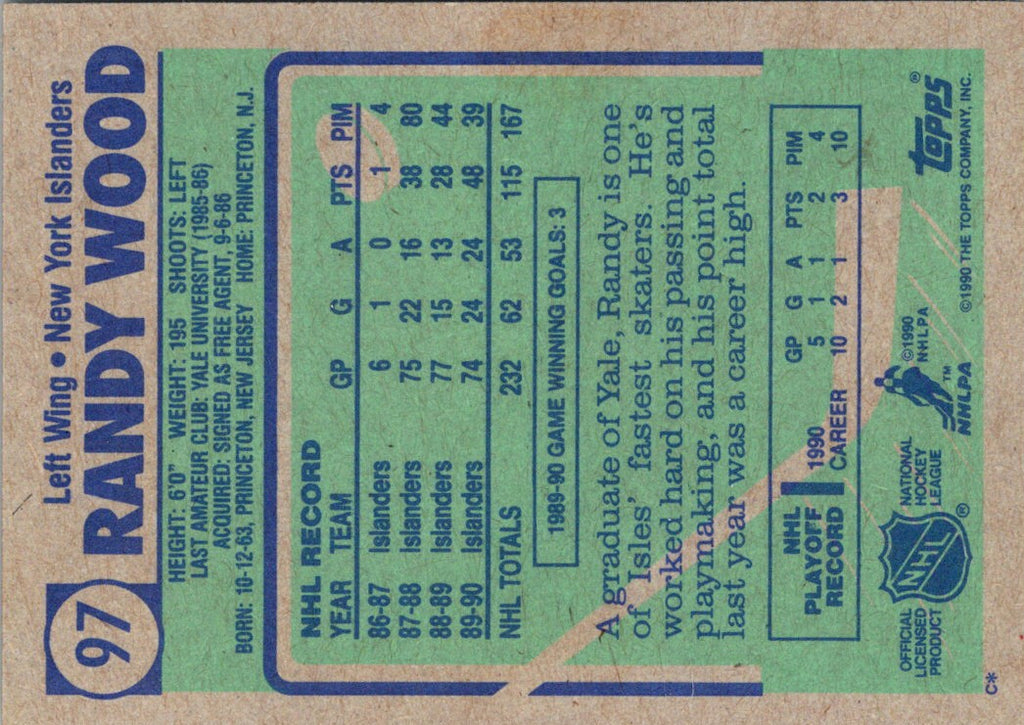 97
Left Wing • New York Islanders
RANDY WOOD
HEIGHT: 6'0" WEIGHT: 195 SHOOTS: LEFT
LAST AMATEUR CLUB: YALE UNIVERSITY (1985-86)
ACQUIRED: SIGNED AS FREE AGENT, 9-6-86
BORN: 10-12-63, PRINCETON, NEW JERSEY HOME: PRINCETON, N.J.
NHL RECORD
YEAR TEAM GP G A PTS PIM
86-87 Islanders 6 1 0 1 4
87-88 Islanders 75 22 16 38 80
88-89 Islanders 77 15 13 28 44
89-90 Islanders 74 24 24 48 39
NHL TOTALS 232 62 53 115 167
1989-90 GAME WINNING GOALS: 3
A graduate of Yale, Randy is one
of Isles' fastest skaters. He's
worked hard on his passing and
playmaking, and his point total
last year was a career high.
NHL PLAYOFF RECORD
GP G A PTS PIM
1990 5 1 1 2 4
CAREER 10 2 1 3 10
OFFICIAL
LICENSED
PRODUCT
NHL ®
NATIONAL
HOCKEY
LEAGUE
NHLPA ™
©1990
NHLPA
TOPPS ®
©1990 THE TOPPS COMPANY, INC.
C*